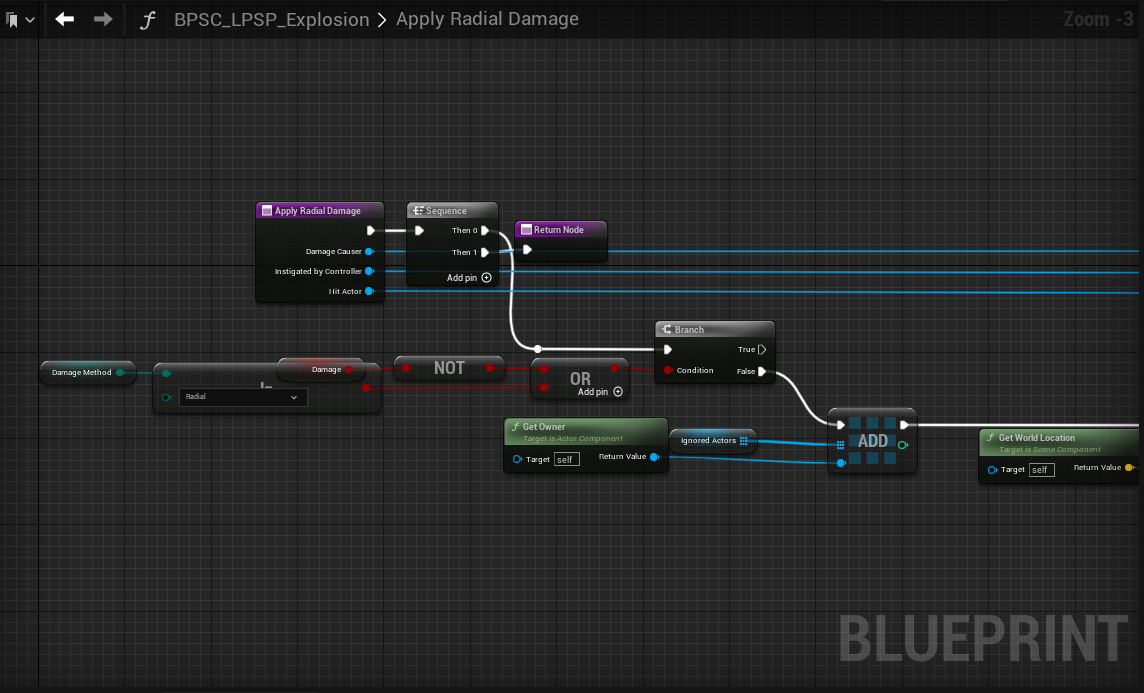 BPSC_LPSP_Explosion > Apply Radial Damage
Zoom -3
Apply Radial Damage
Damage Causer
Instigated by Controller
Hit Actor
Sequence
Then 0
Then 1
Add pin
Return Node
Branch
True
Condition
False
Damage Method
Radial
Damage
NOT
OR
Add pin
Get Owner
Target is Actor Component
Target
self
Return Value
Ignored Actors
ADD
Get World Location
Target is Scene Component
Target
self
Return Value
BLUEPRINT